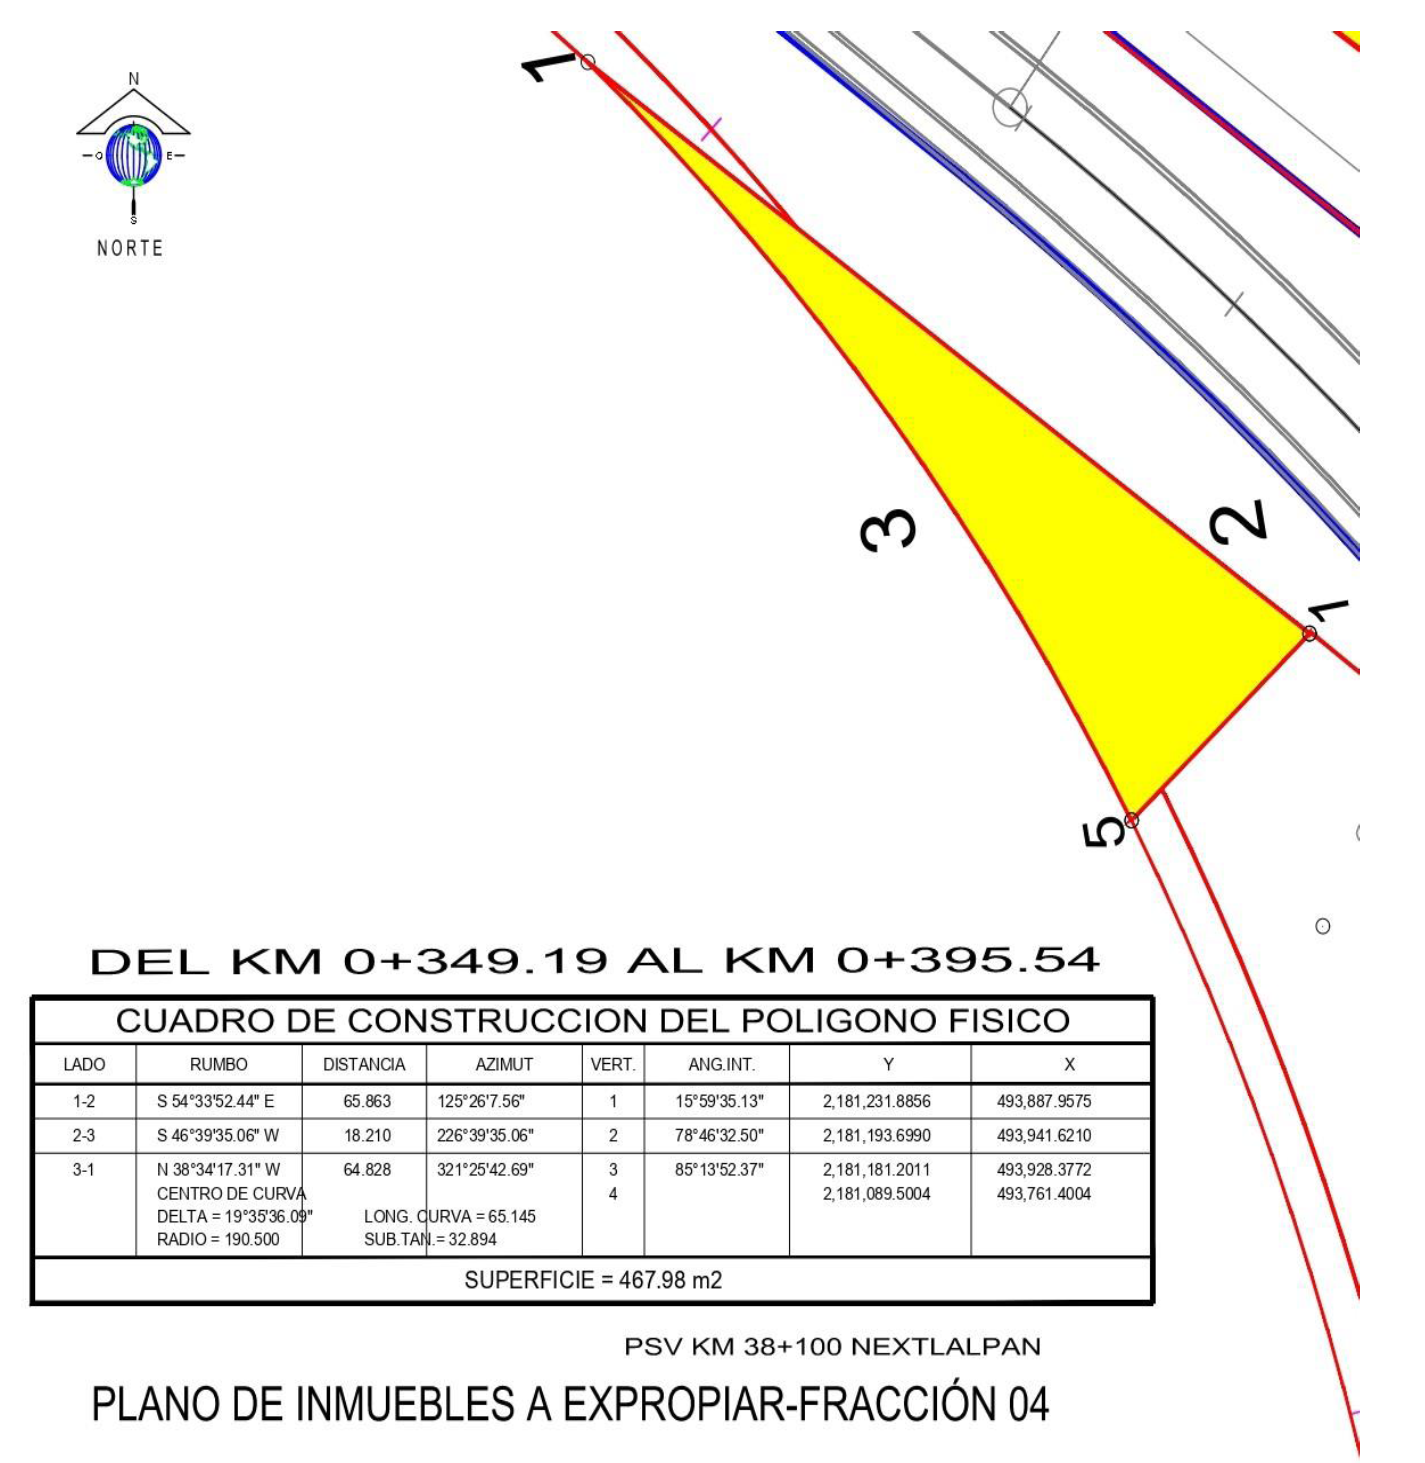 1
N
O E
S
NORTE
3
2
1
5
DEL KM 0+349.19 AL KM 0+395.54
CUADRO DE CONSTRUCCION DEL POLIGONO FISICO
LADO RUMBO DISTANCIA AZIMUT VERT. ANG.INT. Y X
1-2 S 54°33'52.44" E 65.863 125°26'7.56" 1 15°59'35.13" 2,181,231.8856 493,887.9575
2-3 S 46°39'35.06" W 18.210 226°39'35.06" 2 78°46'32.50" 2,181,193.6990 493,941.6210
3-1 N 38°34'17.31" W 64.828 321°25'42.69" 3 85°13'52.37" 2,181,181.2011 493,928.3772
CENTRO DE CURVA 4 2,181,089.5004 493,761.4004
DELTA = 19°35'36.09" LONG. CURVA = 65.145
RADIO = 190.500 SUB.TAN.= 32.894
SUPERFICIE = 467.98 m2
PSV KM 38+100 NEXTLALPAN
PLANO DE INMUEBLES A EXPROPIAR-FRACCIÓN 04